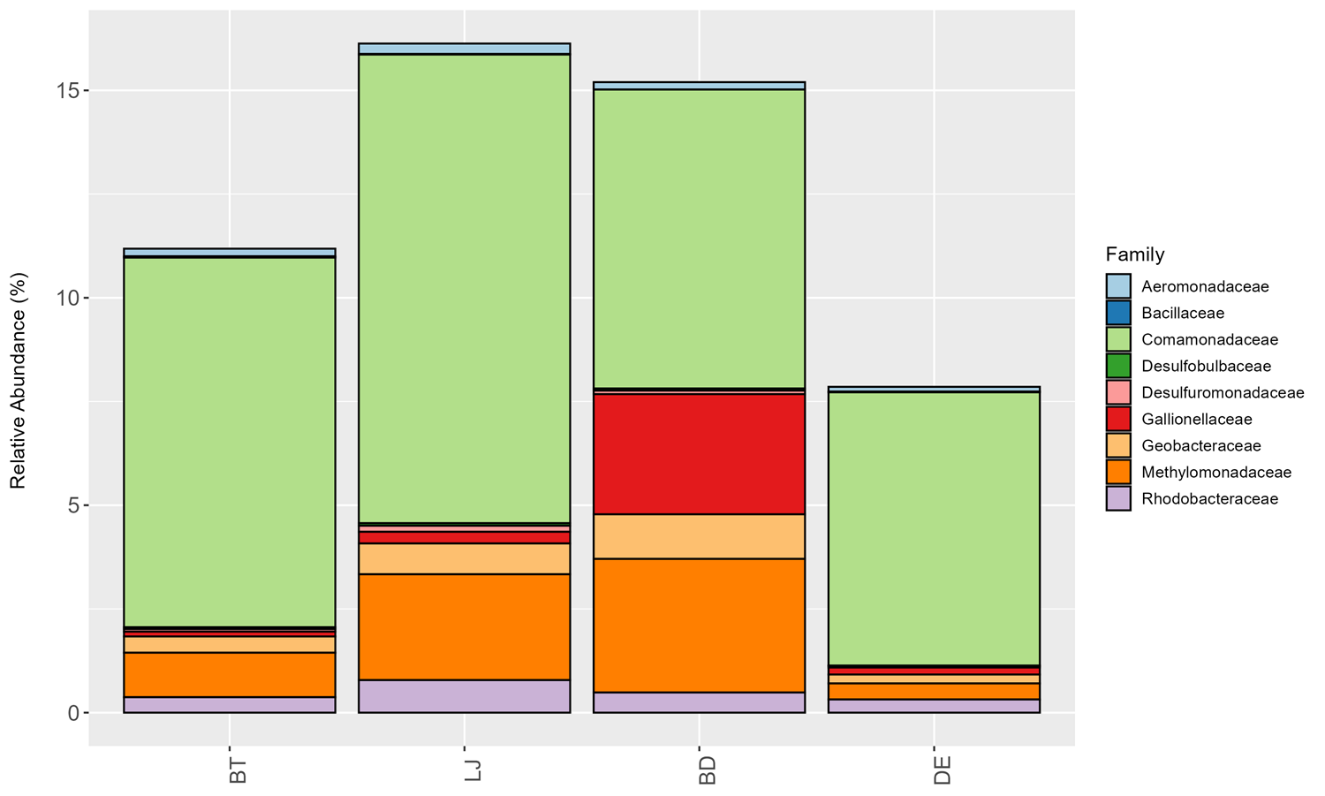 Relative Abundance (%)
15
10
5
0
BT
LJ
BD
DE
Family
Aeromonadaceae
Bacillaceae
Comamonadaceae
Desulfobulbaceae
Desulfuromonadaceae
Gallionellaceae
Geobacteraceae
Methylomonadaceae
Rhodobacteraceae